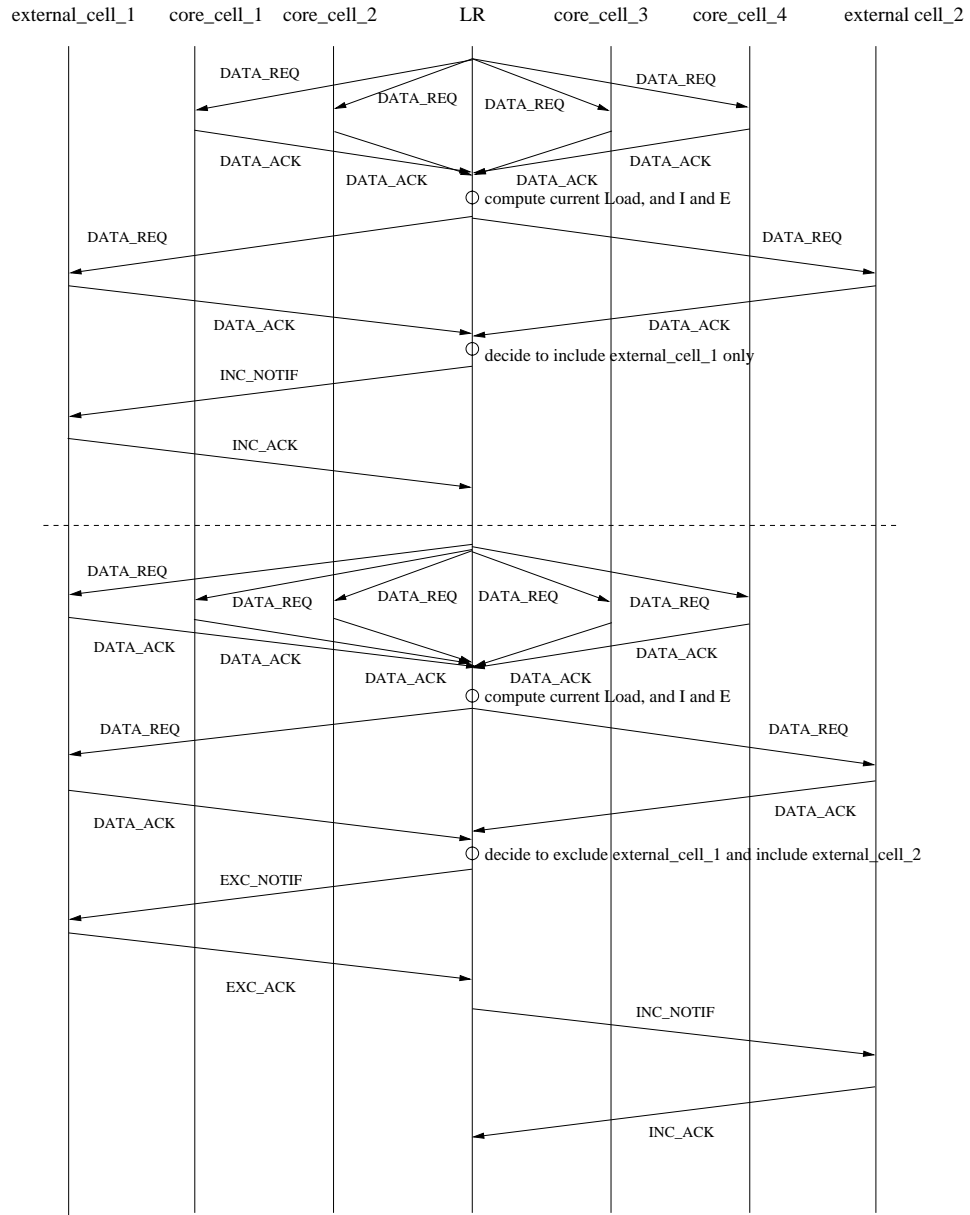 external_cell_1 core_cell_1 core_cell_2 LR core_cell_3 core_cell_4 external cell_2
DATA_REQ DATA_REQ DATA_REQ DATA_REQ
DATA_ACK DATA_ACK DATA_ACK DATA_ACK
compute current Load, and I and E
DATA_REQ DATA_REQ
DATA_ACK DATA_ACK
decide to include external_cell_1 only
INC_NOTIF
INC_ACK
DATA_REQ DATA_REQ DATA_REQ DATA_REQ DATA_REQ
DATA_ACK DATA_ACK DATA_ACK DATA_ACK DATA_ACK
compute current Load, and I and E
DATA_REQ DATA_REQ
DATA_ACK DATA_ACK
decide to exclude external_cell_1 and include external_cell_2
EXC_NOTIF
EXC_ACK
INC_NOTIF
INC_ACK